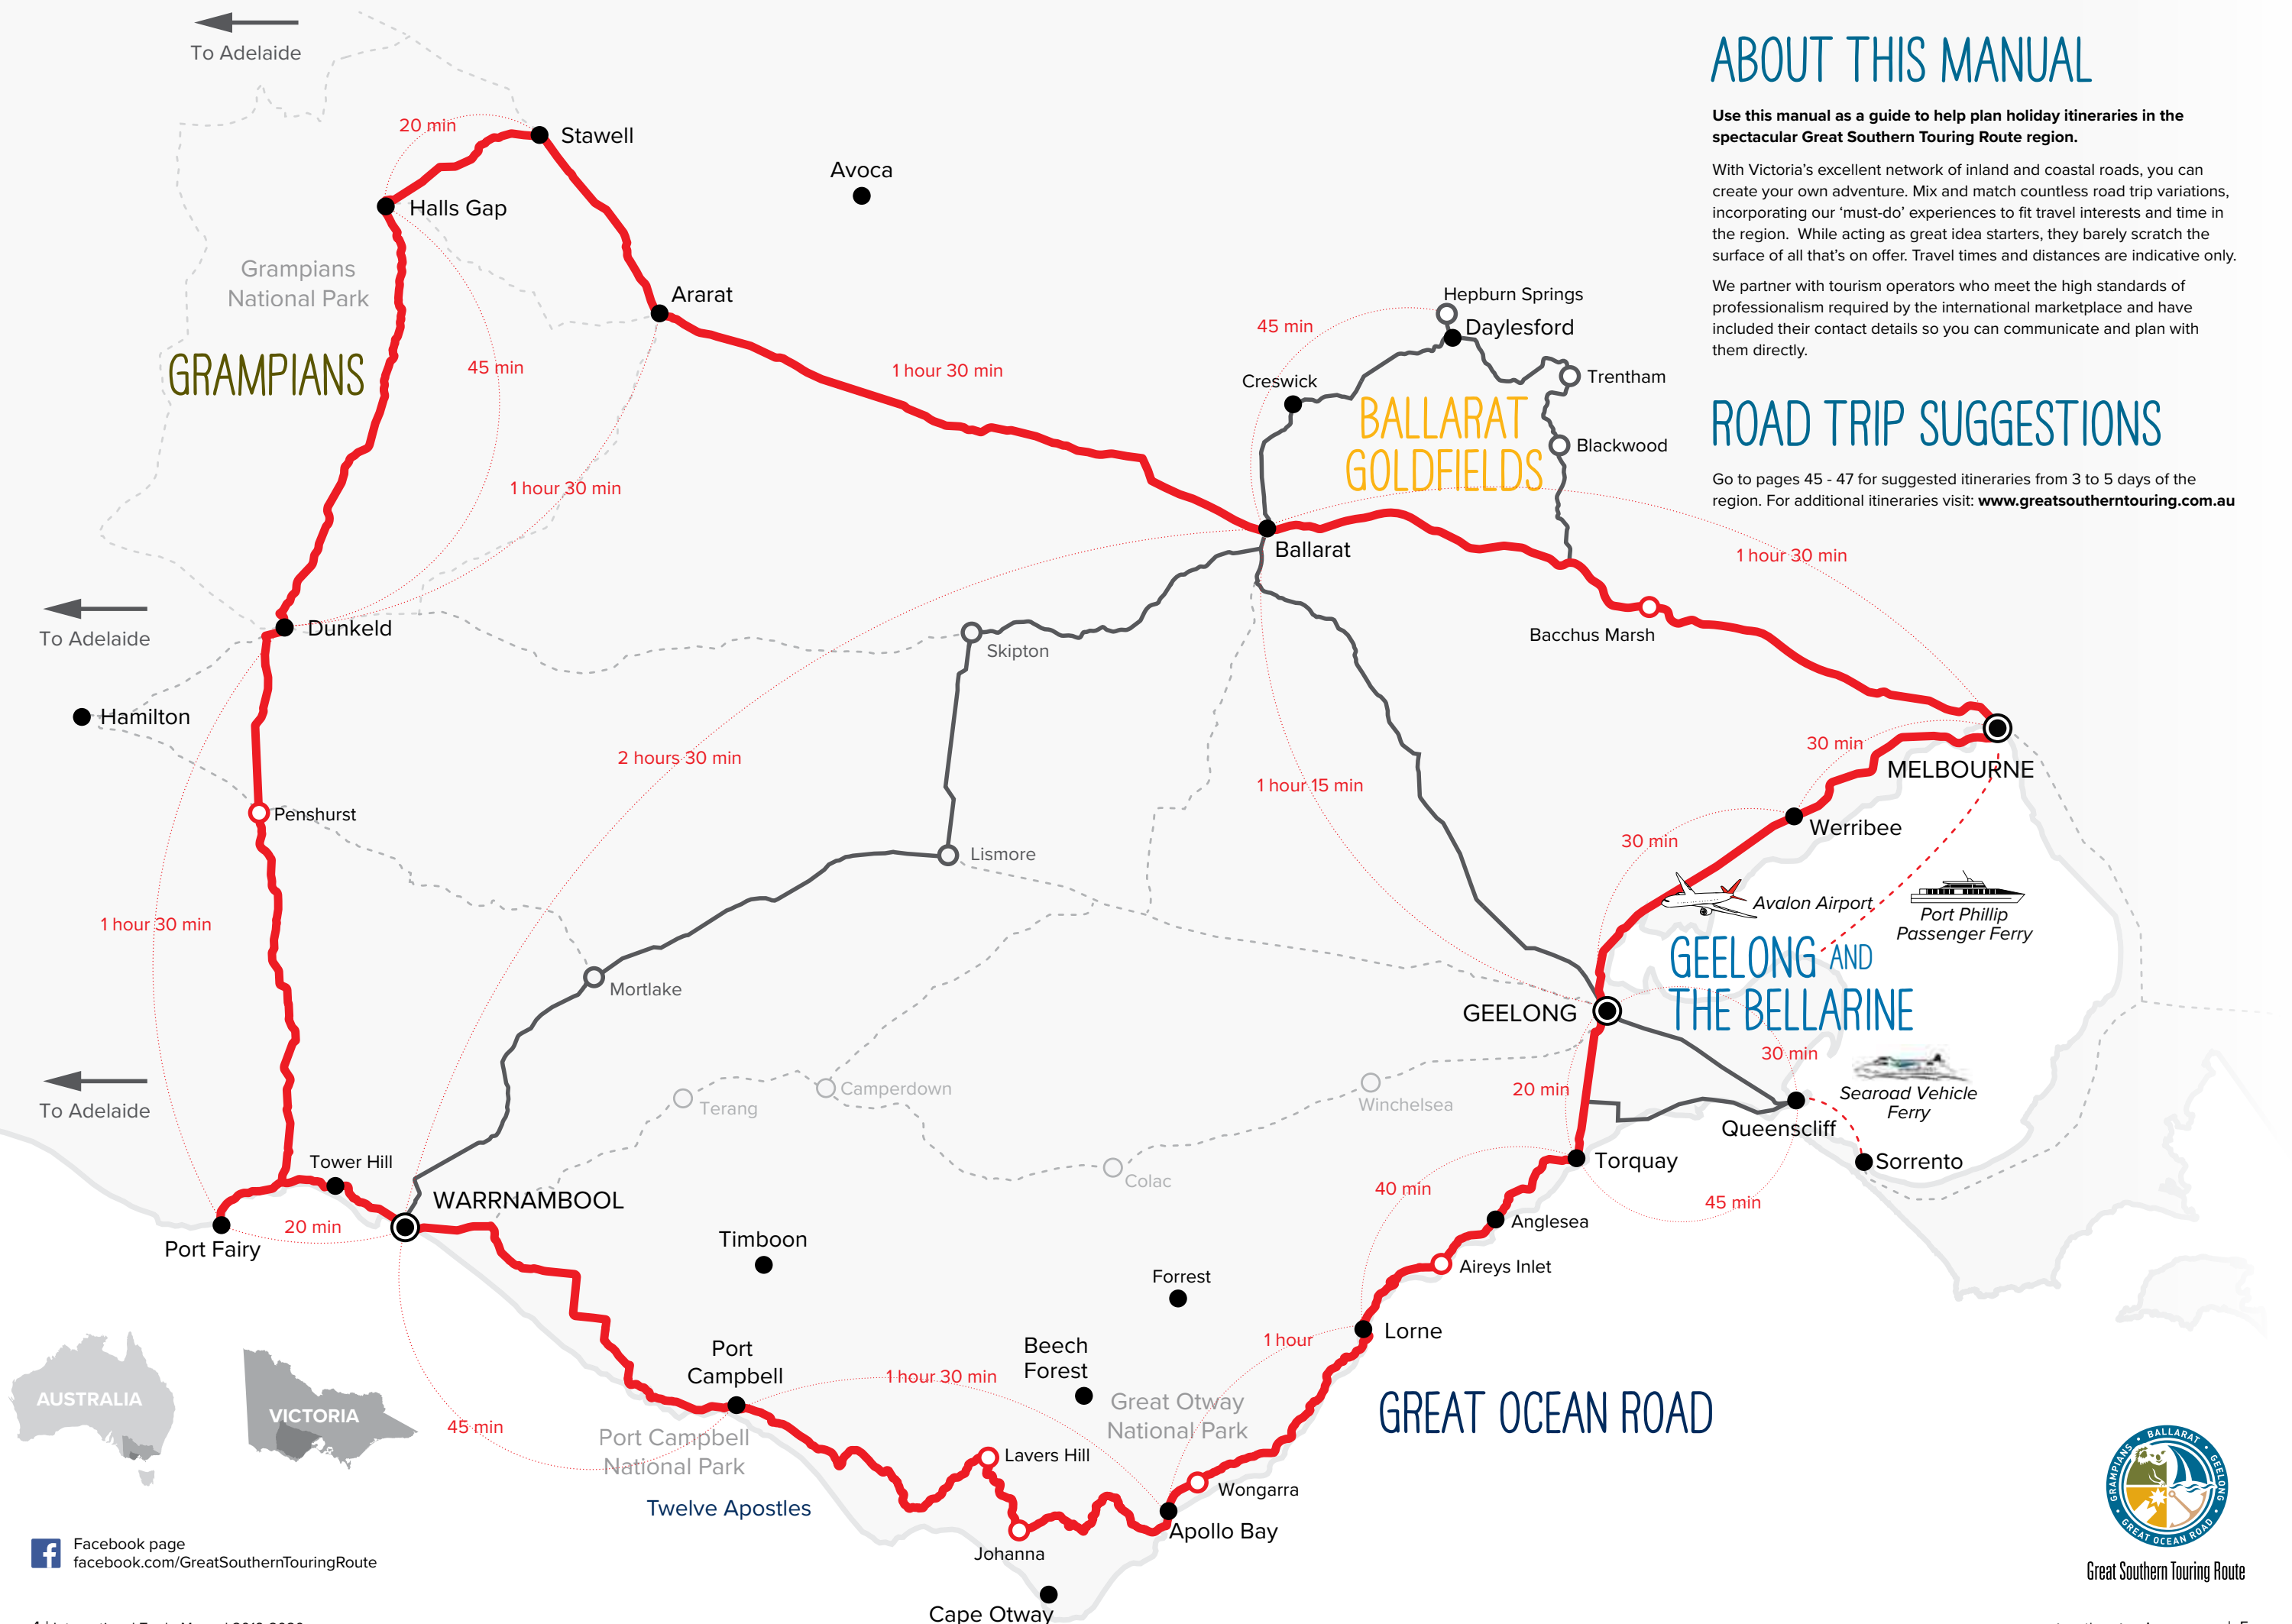 To Adelaide
20 min
Stawell
Avoca
Halls Gap
Grampians
National Park
Ararat
GRAMPIANS
45 min
1 hour 30 min
1 hour 30 min
Hepburn Springs
45 min
Daylesford
Creswick
Trentham
BALLARAT
GOLDFIELDS
Blackwood
Ballarat
1 hour 30 min
Bacchus Marsh
To Adelaide
Dunkeld
Skipton
Hamilton
2 hours 30 min
1 hour 15 min
30 min
MELBOURNE
Penshurst
Werribee
30 min
Lismore
Avalon Airport
Port Phillip
Passenger Ferry
1 hour 30 min
GEELONG AND
THE BELLARINE
Mortlake
GEELONG
30 min
Searoad Vehicle
Ferry
20 min
To Adelaide
Terang
Camperdown
Winchelsea
Queenscliff
Sorrento
Tower Hill
Colac
Torquay
WARRNAMBOOL
40 min
45 min
Port Fairy
20 min
Anglesea
Timboon
Aireys Inlet
Forrest
Lorne
1 hour
Port
Campbell
Beech
Forest
1 hour 30 min
Great Otway
National Park
GREAT OCEAN ROAD
45 min
Port Campbell
National Park
Lavers Hill
Wongarra
Twelve Apostles
Apollo Bay
Johanna
Cape Otway
AUSTRALIA
VICTORIA
Facebook page
facebook.com/GreatSouthernTouringRoute
ABOUT THIS MANUAL
Use this manual as a guide to help plan holiday itineraries in the
spectacular Great Southern Touring Route region.
With Victoria’s excellent network of inland and coastal roads, you can
create your own adventure. Mix and match countless road trip variations,
incorporating our ‘must-do’ experiences to fit travel interests and time in
the region. While acting as great idea starters, they barely scratch the
surface of all that’s on offer. Travel times and distances are indicative only.
We partner with tourism operators who meet the high standards of
professionalism required by the international marketplace and have
included their contact details so you can communicate and plan with
them directly.
ROAD TRIP SUGGESTIONS
Go to pages 45 - 47 for suggested itineraries from 3 to 5 days of the
region. For additional itineraries visit: www.greatsoutherntouring.com.au
GRAMPIANS • BALLARAT • GEELONG • GREAT OCEAN ROAD
Great Southern Touring Route